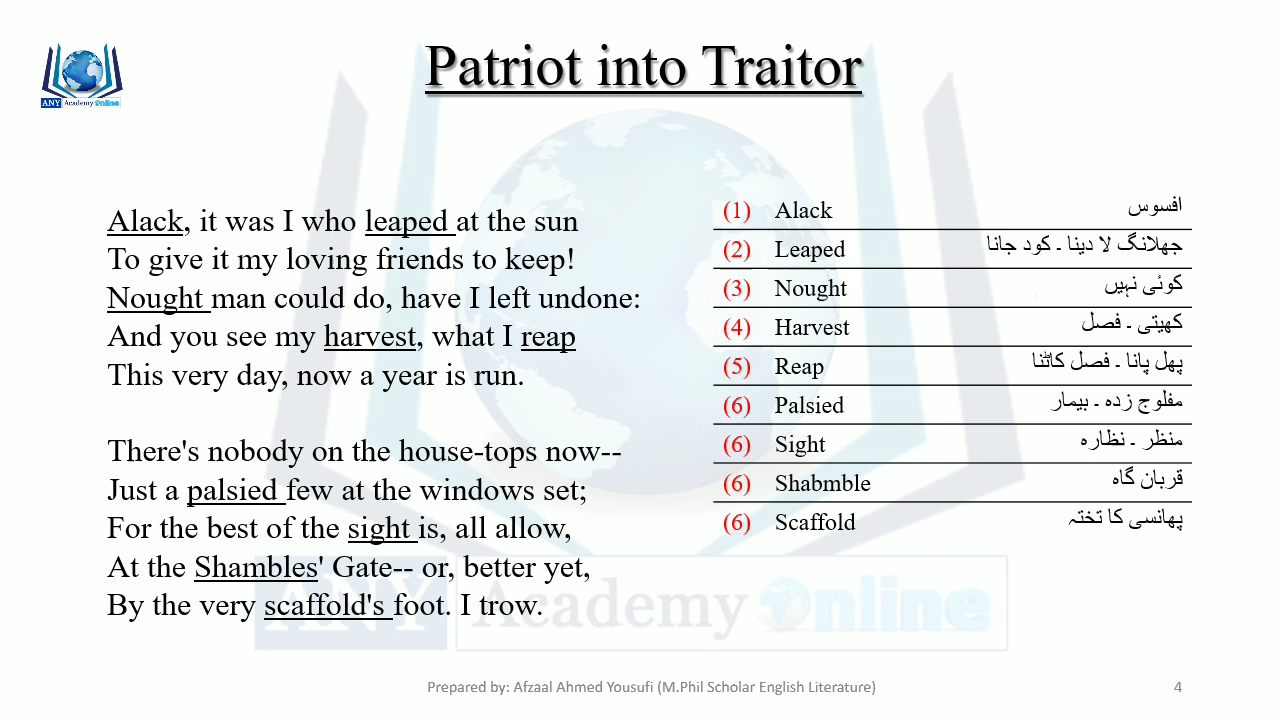 Patriot into Traitor
ANY Academy Online
Alack, it was I who leaped at the sun
To give it my loving friends to keep!
Nought man could do, have I left undone:
And you see my harvest, what I reap
This very day, now a year is run.
There's nobody on the house-tops now--
Just a palsied few at the windows set;
For the best of the sight is, all allow,
At the Shambles' Gate-- or, better yet,
By the very scaffold's foot. I trow.
(1) Alack افسوس
(2) Leaped جھلانگ لا دینا ۔ کود جانا
(3) Nought کوئی نہیں
(4) Harvest کھیتی ۔ فصل
(5) Reap پھل پانا ۔ فصل کاٹنا
(6) Palsied مفلوج زدہ ۔ بیمار
(6) Sight منظر ۔ نظارہ
(6) Shabmble قربان گاہ
(6) Scaffold پھانسی کا تختہ
ANY Academy Online
Prepared by: Afzaal Ahmed Yousufi (M.Phil Scholar English Literature)
4